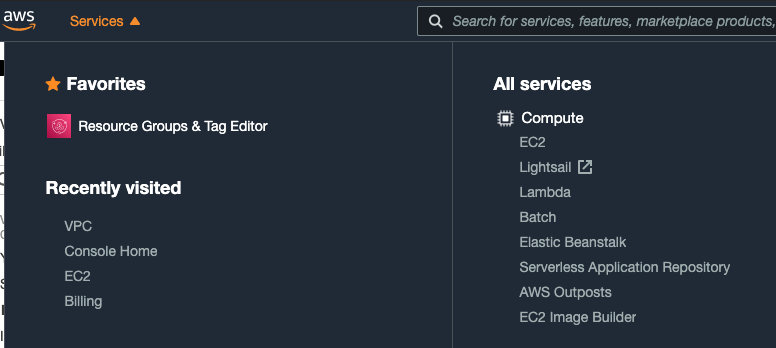 aws
Services
Search for services, features, marketplace products,
Favorites
Resource Groups & Tag Editor
Recently visited
VPC
Console Home
EC2
Billing
All services
Compute
EC2
Lightsail
Lambda
Batch
Elastic Beanstalk
Serverless Application Repository
AWS Outposts
EC2 Image Builder